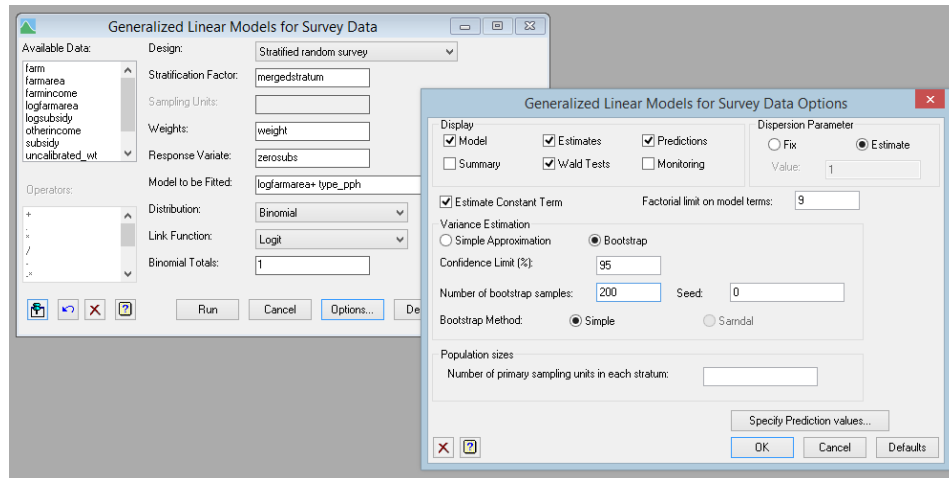 Generalized Linear Models for Survey Data
Available Data:
farm
farmarea
farmincome
logfarmarea
logsubsidy
otherincome
subsidy
uncalibrated_wt
Operators:
+
.
*
/
.
-*
Design: Stratified random survey
Stratification Factor: mergedstratum
Sampling Units:
Weights: weight
Response Variate: zerosubs
Model to be Fitted: logfarmarea+ type_pph
Distribution: Binomial
Link Function: Logit
Binomial Totals: 1
Run Cancel Options... De
Generalized Linear Models for Survey Data Options
Display
Model Estimates Predictions
Summary Wald Tests Monitoring
Dispersion Parameter
Fix Estimate
Value: 1
Estimate Constant Term Factorial limit on model terms: 9
Variance Estimation
Simple Approximation Bootstrap
Confidence Limit (%): 95
Number of bootstrap samples: 200 Seed: 0
Bootstrap Method: Simple Sarndal
Population sizes
Number of primary sampling units in each stratum:
Specify Prediction values...
OK Cancel Defaults